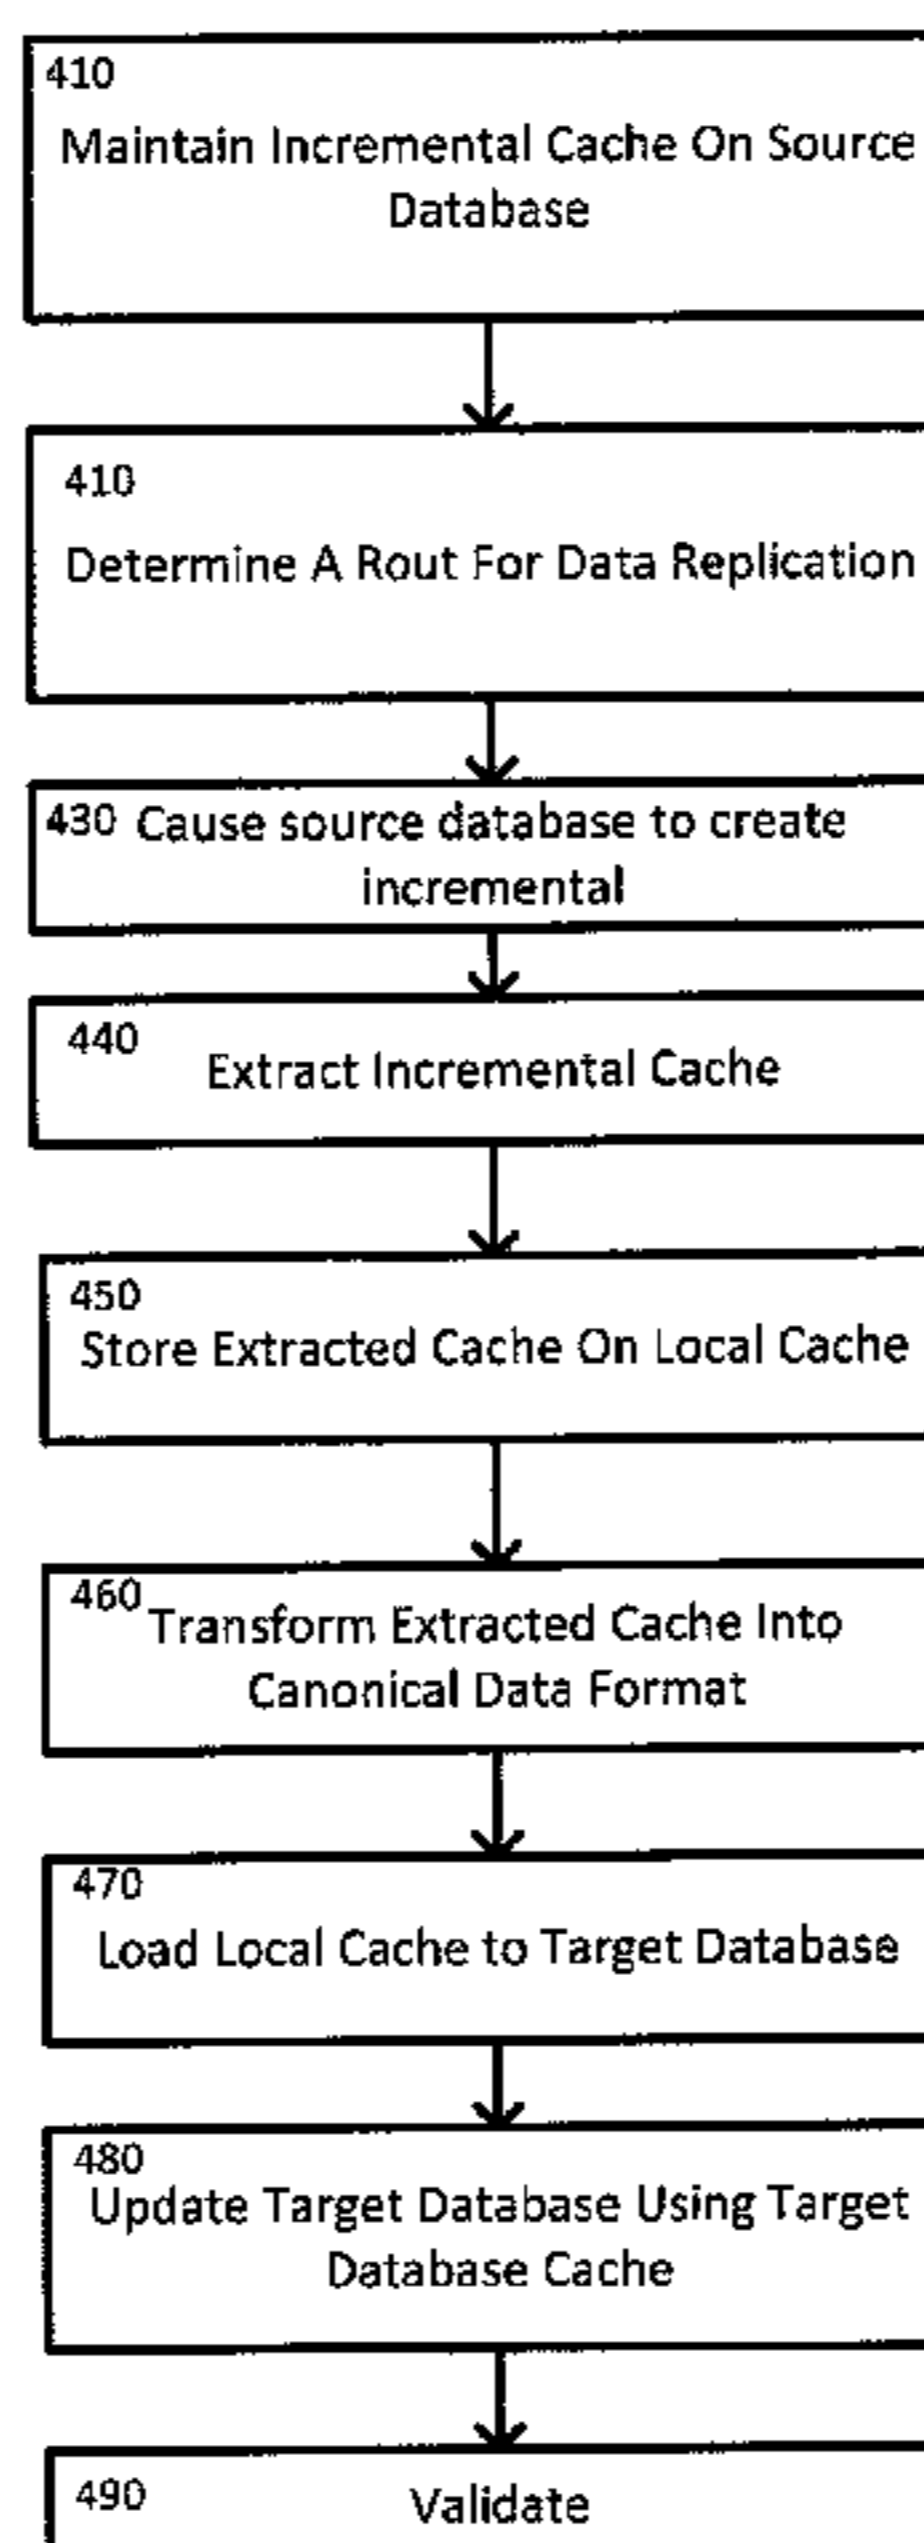 410
Maintain Incremental Cache On Source
Database
410
Determine A Rout For Data Replication
430 Cause source database to create
incremental
440
Extract Incremental Cache
450
Store Extracted Cache On Local Cache
460
Transform Extracted Cache Into
Canonical Data Format
470
Load Local Cache to Target Database
480
Update Target Database Using Target
Database Cache
490 Validate